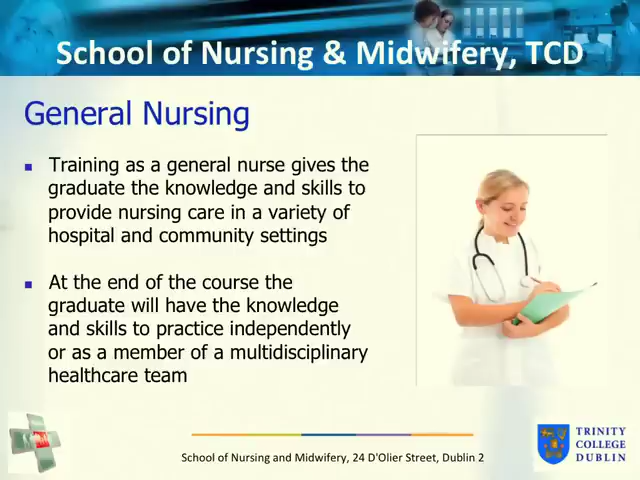 School of Nursing & Midwifery, TCD
General Nursing
Training as a general nurse gives the
graduate the knowledge and skills to
provide nursing care in a variety of
hospital and community settings
At the end of the course the
graduate will have the knowledge
and skills to practice independently
or as a member of a multidisciplinary
healthcare team
School of Nursing and Midwifery, 24 D'Olier Street, Dublin 2
TRINITY
COLLEGE
DUBLIN